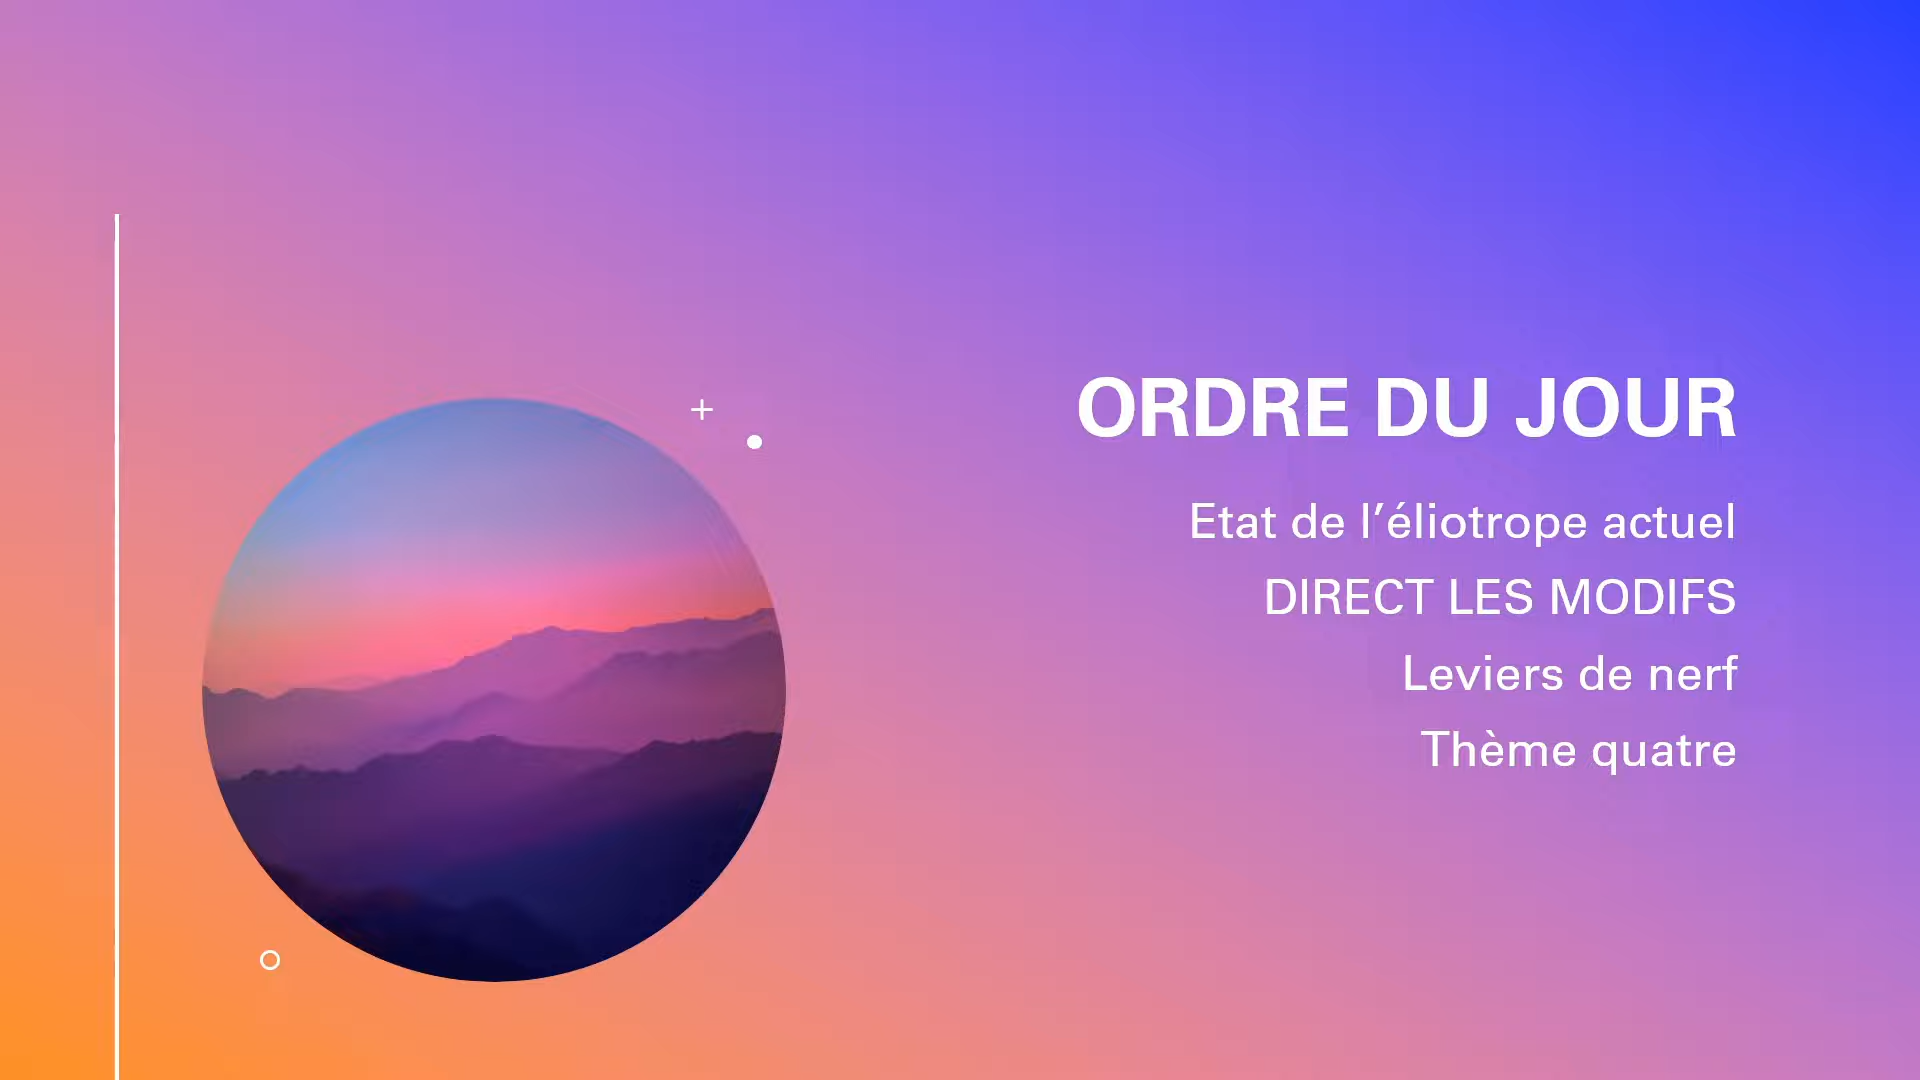 ORDRE DU JOUR
Etat de l’éliotrope actuel
DIRECT LES MODIFS
Leviers de nerf
Thème quatre